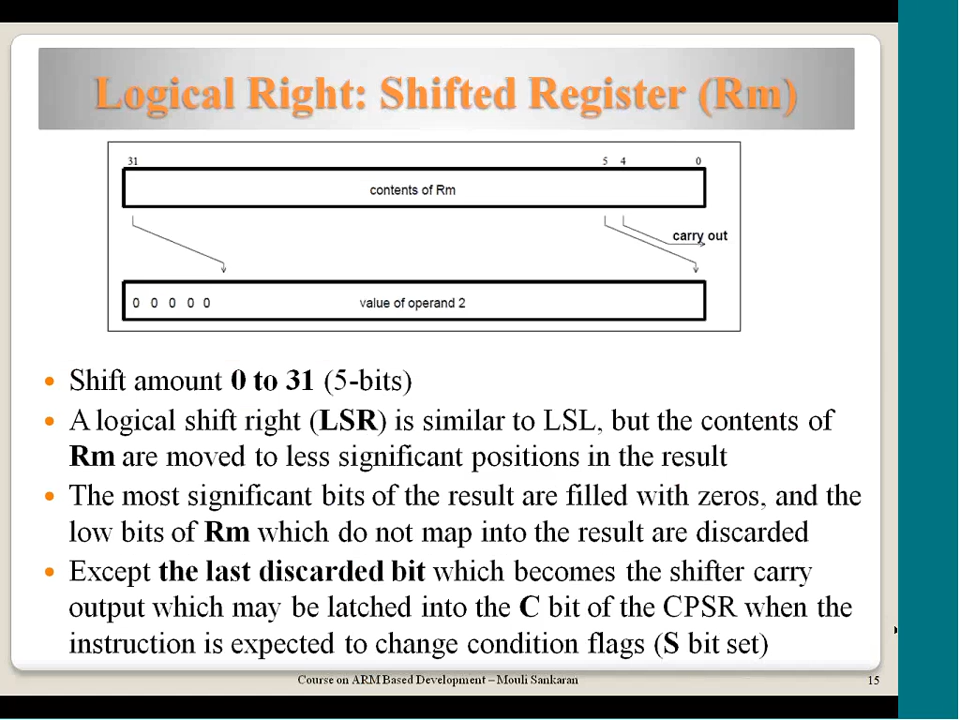 Logical Right: Shifted Register (Rm)
31 5 4 0
contents of Rm
carry out
0 0 0 0 0 value of operand 2
• Shift amount 0 to 31 (5-bits)
• A logical shift right (LSR) is similar to LSL, but the contents of
Rm are moved to less significant positions in the result
• The most significant bits of the result are filled with zeros, and the
low bits of Rm which do not map into the result are discarded
• Except the last discarded bit which becomes the shifter carry
output which may be latched into the C bit of the CPSR when the
instruction is expected to change condition flags (S bit set)
Course on ARM Based Development – Mouli Sankaran 15